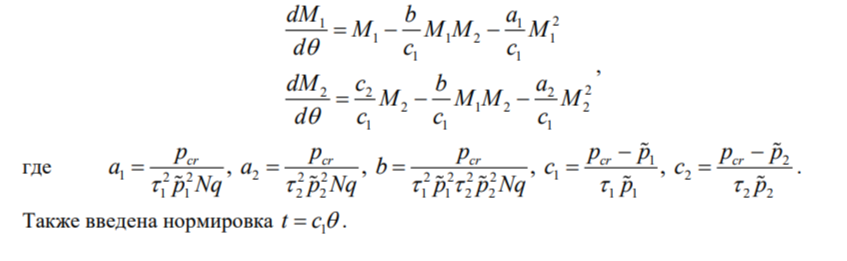 dM₁/dθ = M₁ − (b/c₁) M₁M₂ − (a₁/c₁) M₁²
dM₂/dθ = (c₂/c₁) M₂ − (b/c₁) M₁M₂ − (a₂/c₁) M₂² ,
где a₁ = p_cr/(τ₁² p̃₁² Nq), a₂ = p_cr/(τ₂² p̃₂² Nq), b = p_cr/(τ₁² p̃₁² τ₂² p̃₂² Nq), c₁ = (p_cr − p̃₁)/(τ₁ p̃₁), c₂ = (p_cr − p̃₂)/(τ₂ p̃₂).
Также введена нормировка t = c₁θ.